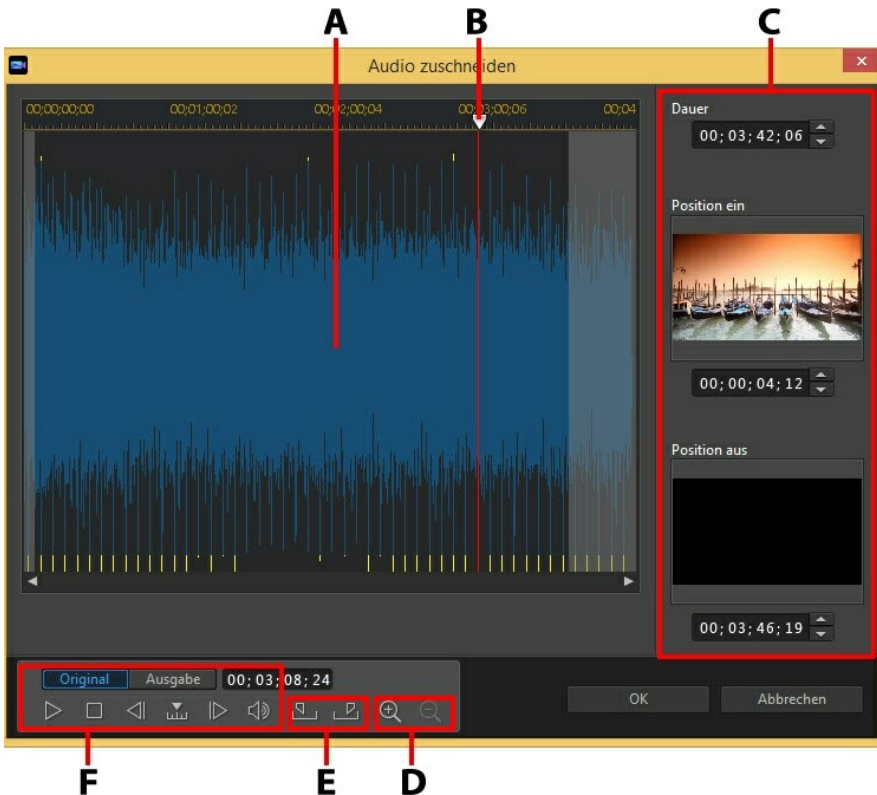 A B C
Audio zuschneiden
00;00;00;00 00;01;00;02 00;02;00;04 00;03;00;06 00;04
Dauer
00; 03; 42; 06
Position ein
00; 00; 04; 12
Position aus
00; 03; 46; 19
Original Ausgabe 00; 03; 08; 24
OK Abbrechen
F E D